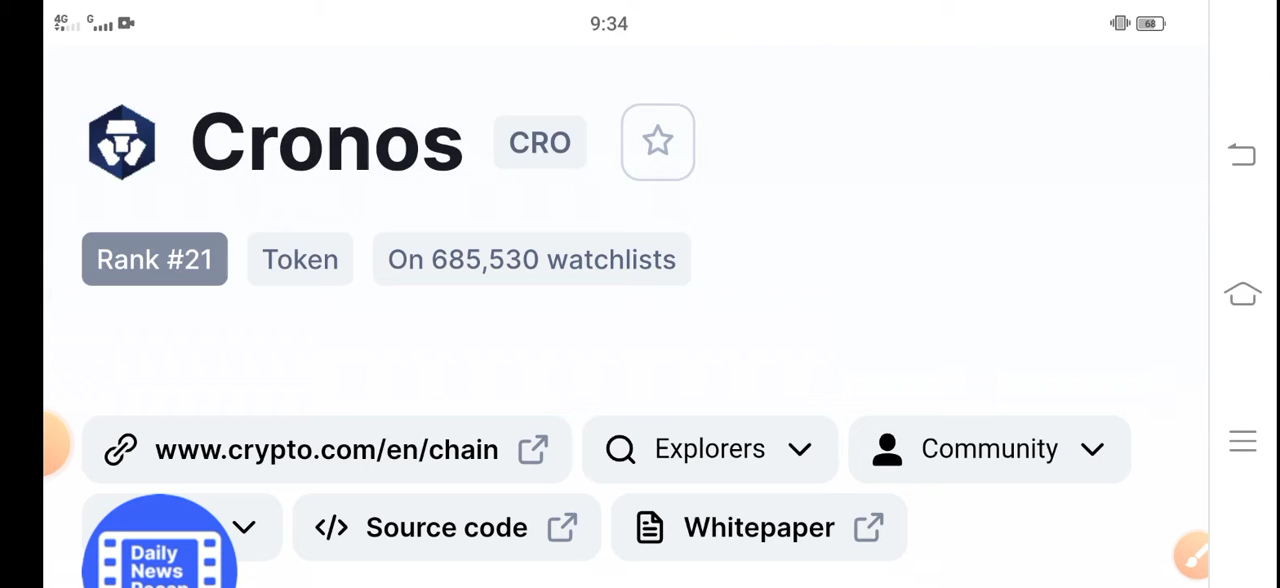 4G G 9:34 68
Cronos CRO
Rank #21 Token On 685,530 watchlists
www.crypto.com/en/chain Explorers Community
</> Source code Whitepaper
Daily
News